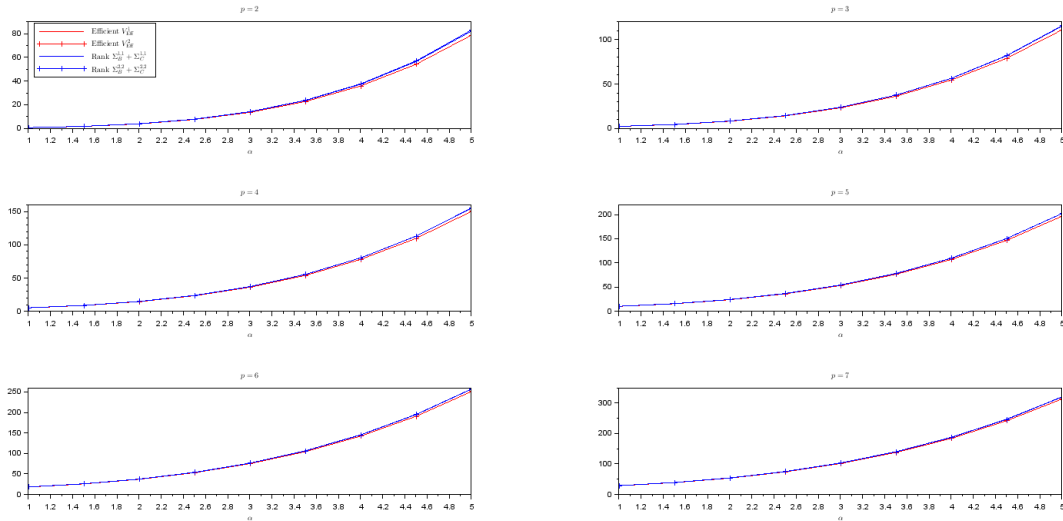 p = 2
80
60
40
20
0
Efficient V¹_Eff
Efficient V²_Eff
Rank Σ_B^{1,1} + Σ_C^{1,1}
Rank Σ_B^{2,2} + Σ_C^{2,2}
1 1.2 1.4 1.6 1.8 2 2.2 2.4 2.6 2.8 3 3.2 3.4 3.6 3.8 4 4.2 4.4 4.6 4.8 5
α
p = 3
100
50
0
1 1.2 1.4 1.6 1.8 2 2.2 2.4 2.6 2.8 3 3.2 3.4 3.6 3.8 4 4.2 4.4 4.6 4.8 5
α
p = 4
150
100
50
0
1 1.2 1.4 1.6 1.8 2 2.2 2.4 2.6 2.8 3 3.2 3.4 3.6 3.8 4 4.2 4.4 4.6 4.8 5
α
p = 5
200
150
100
50
0
1 1.2 1.4 1.6 1.8 2 2.2 2.4 2.6 2.8 3 3.2 3.4 3.6 3.8 4 4.2 4.4 4.6 4.8 5
α
p = 6
250
200
150
100
50
0
1 1.2 1.4 1.6 1.8 2 2.2 2.4 2.6 2.8 3 3.2 3.4 3.6 3.8 4 4.2 4.4 4.6 4.8 5
α
p = 7
300
200
100
0
1 1.2 1.4 1.6 1.8 2 2.2 2.4 2.6 2.8 3 3.2 3.4 3.6 3.8 4 4.2 4.4 4.6 4.8 5
α